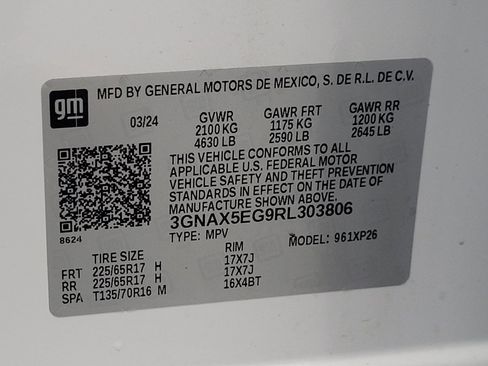 gm MFD BY GENERAL MOTORS DE MEXICO, S. DE R.L. DE C.V.
03/24 GVWR GAWR FRT GAWR RR
2100 KG 1175 KG 1200 KG
4630 LB 2590 LB 2645 LB
THIS VEHICLE CONFORMS TO ALL
APPLICABLE U.S. FEDERAL MOTOR
VEHICLE SAFETY AND THEFT PREVENTION
STANDARDS IN EFFECT ON THE DATE OF
MANUFACTURE SHOWN ABOVE.
3GNAX5EG9RL303806
8624 TYPE: MPV MODEL: 961XP26
TIRE SIZE RIM
FRT 225/65R17 H 17X7J
RR 225/65R17 H 17X7J
SPA T135/70R16 M 16X4BT